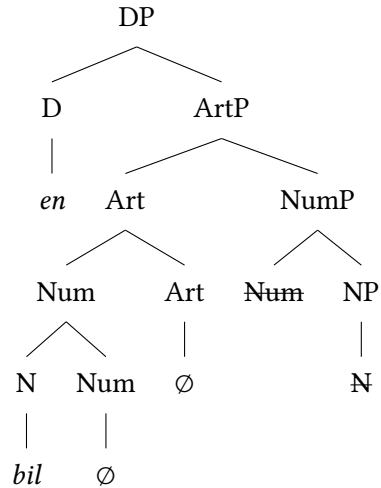 DP
D ArtP
en Art NumP
Num Art Num NP
N Num ∅ N
bil ∅